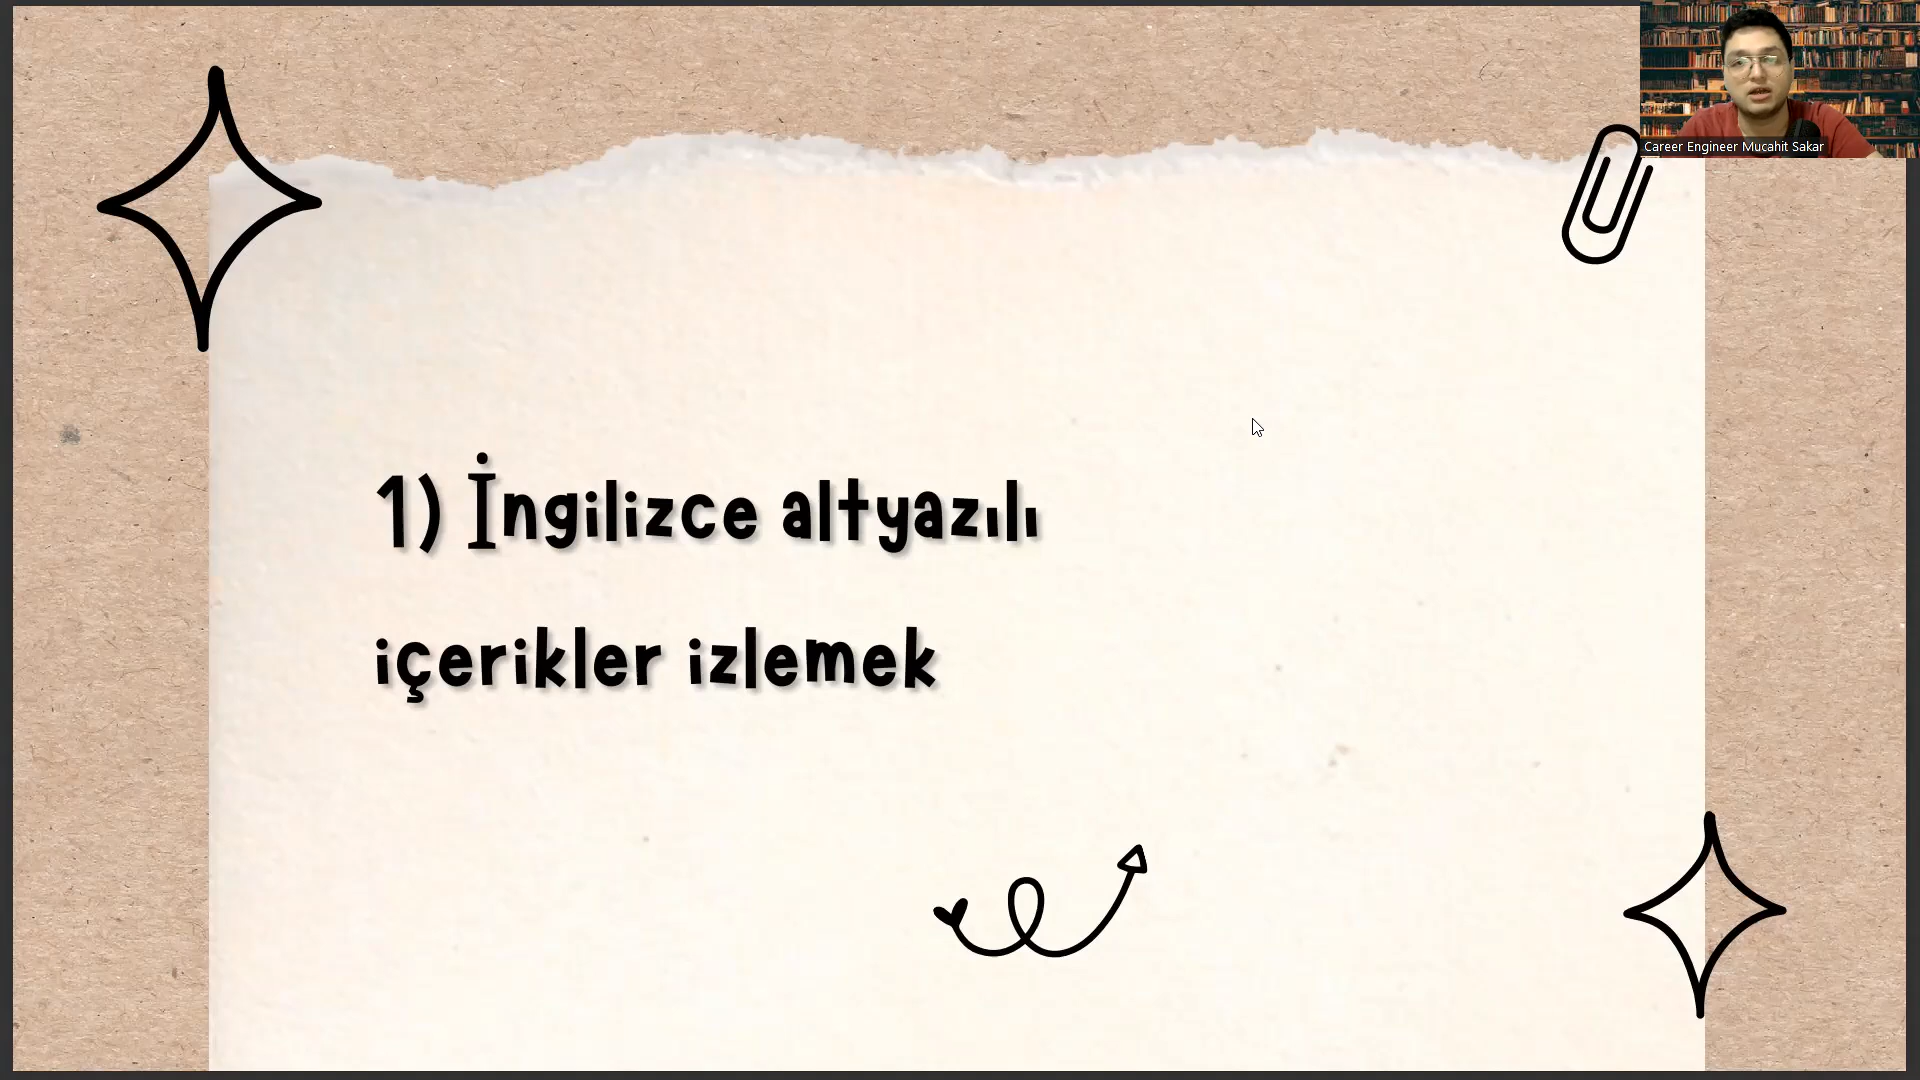 Career Engineer Mucahit Sakar
1) İngilizce altyazılı
içerikler izlemek